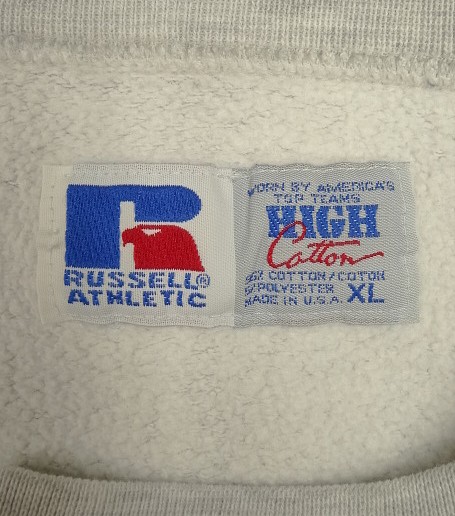 RUSSELL®
ATHLETIC
WORN BY AMERICA'S
TOP TEAMS
HIGH
Cotton
COTTON/COTON
POLYESTER
MADE IN U.S.A. XL